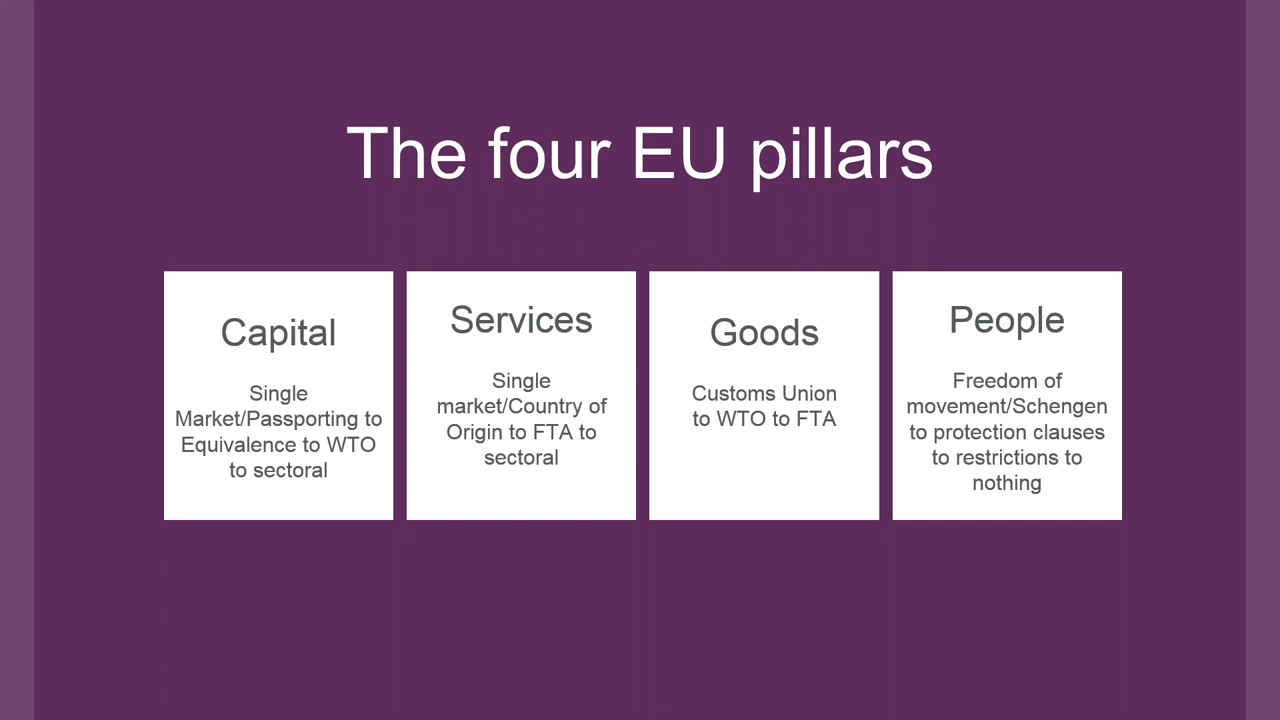 The four EU pillars
Capital
Single
Market/Passporting to
Equivalence to WTO
to sectoral
Services
Single
market/Country of
Origin to FTA to
sectoral
Goods
Customs Union
to WTO to FTA
People
Freedom of
movement/Schengen
to protection clauses
to restrictions to
nothing